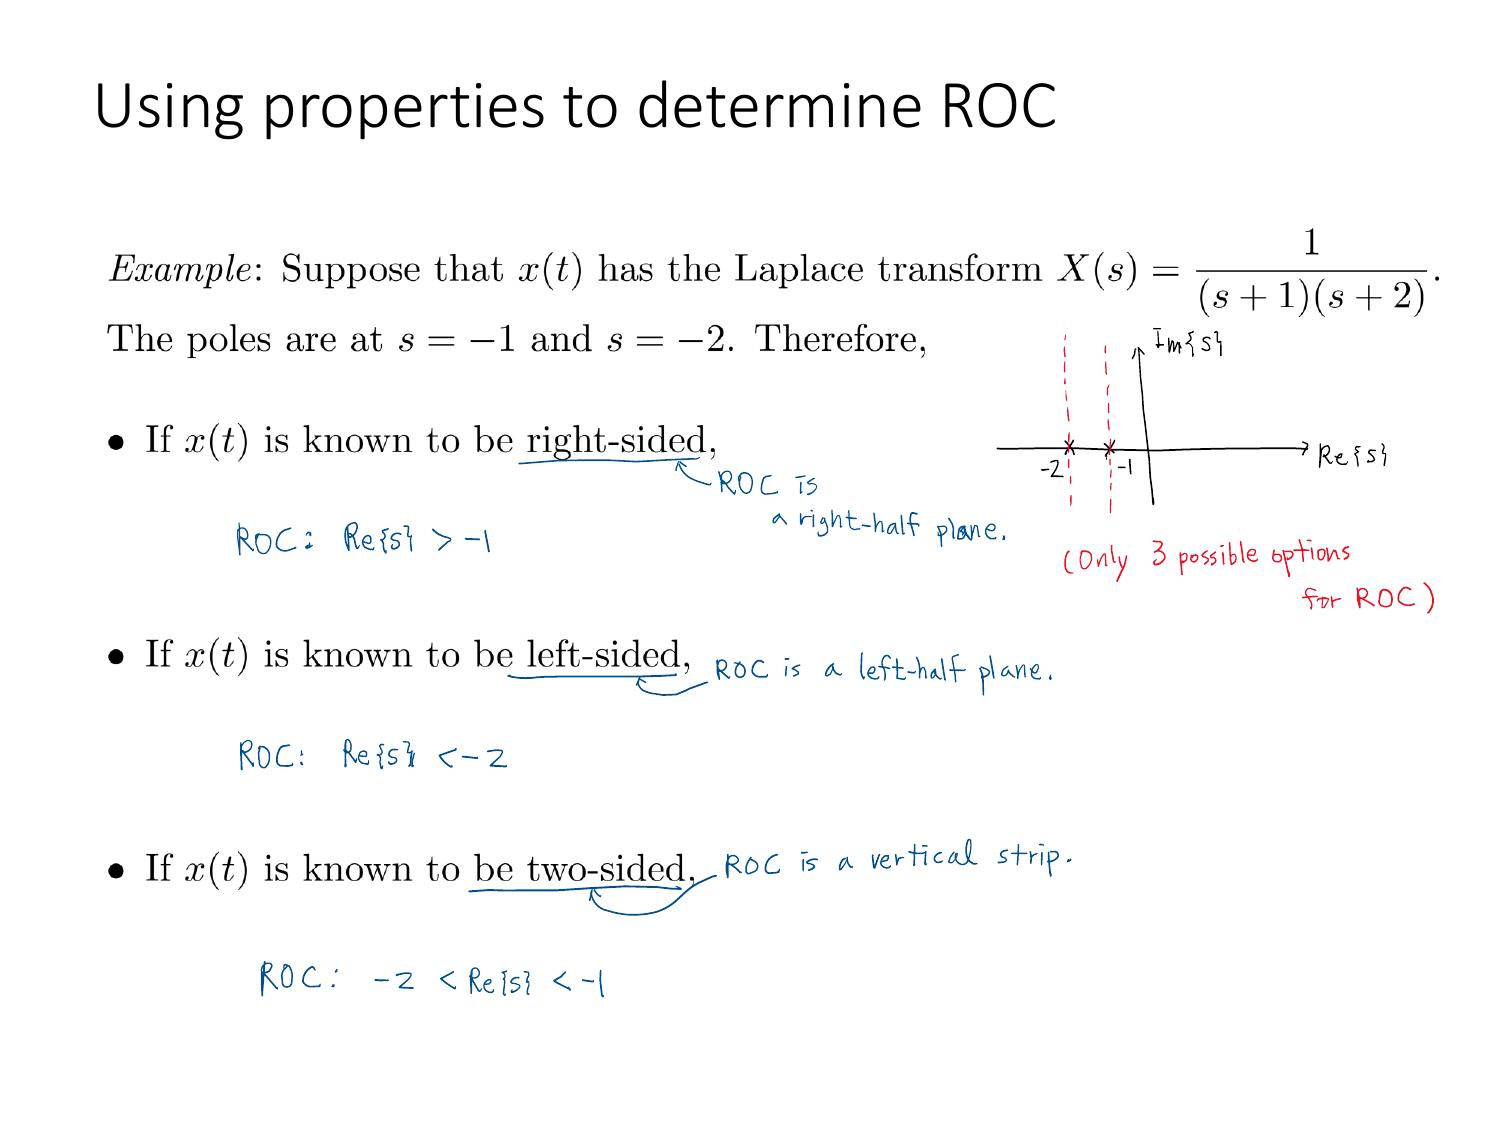 Using properties to determine ROC
Example: Suppose that x(t) has the Laplace transform X(s) = 1/((s + 1)(s + 2)).
The poles are at s = −1 and s = −2. Therefore,
Im{s}
Re{s}
-2
-1
(Only 3 possible options
for ROC)
• If x(t) is known to be right-sided,
ROC is
a right-half plane.
ROC: Re{s} > -1
• If x(t) is known to be left-sided,
ROC is a left-half plane.
ROC: Re{s} < -2
• If x(t) is known to be two-sided,
ROC is a vertical strip.
ROC: -2 < Re{s} < -1